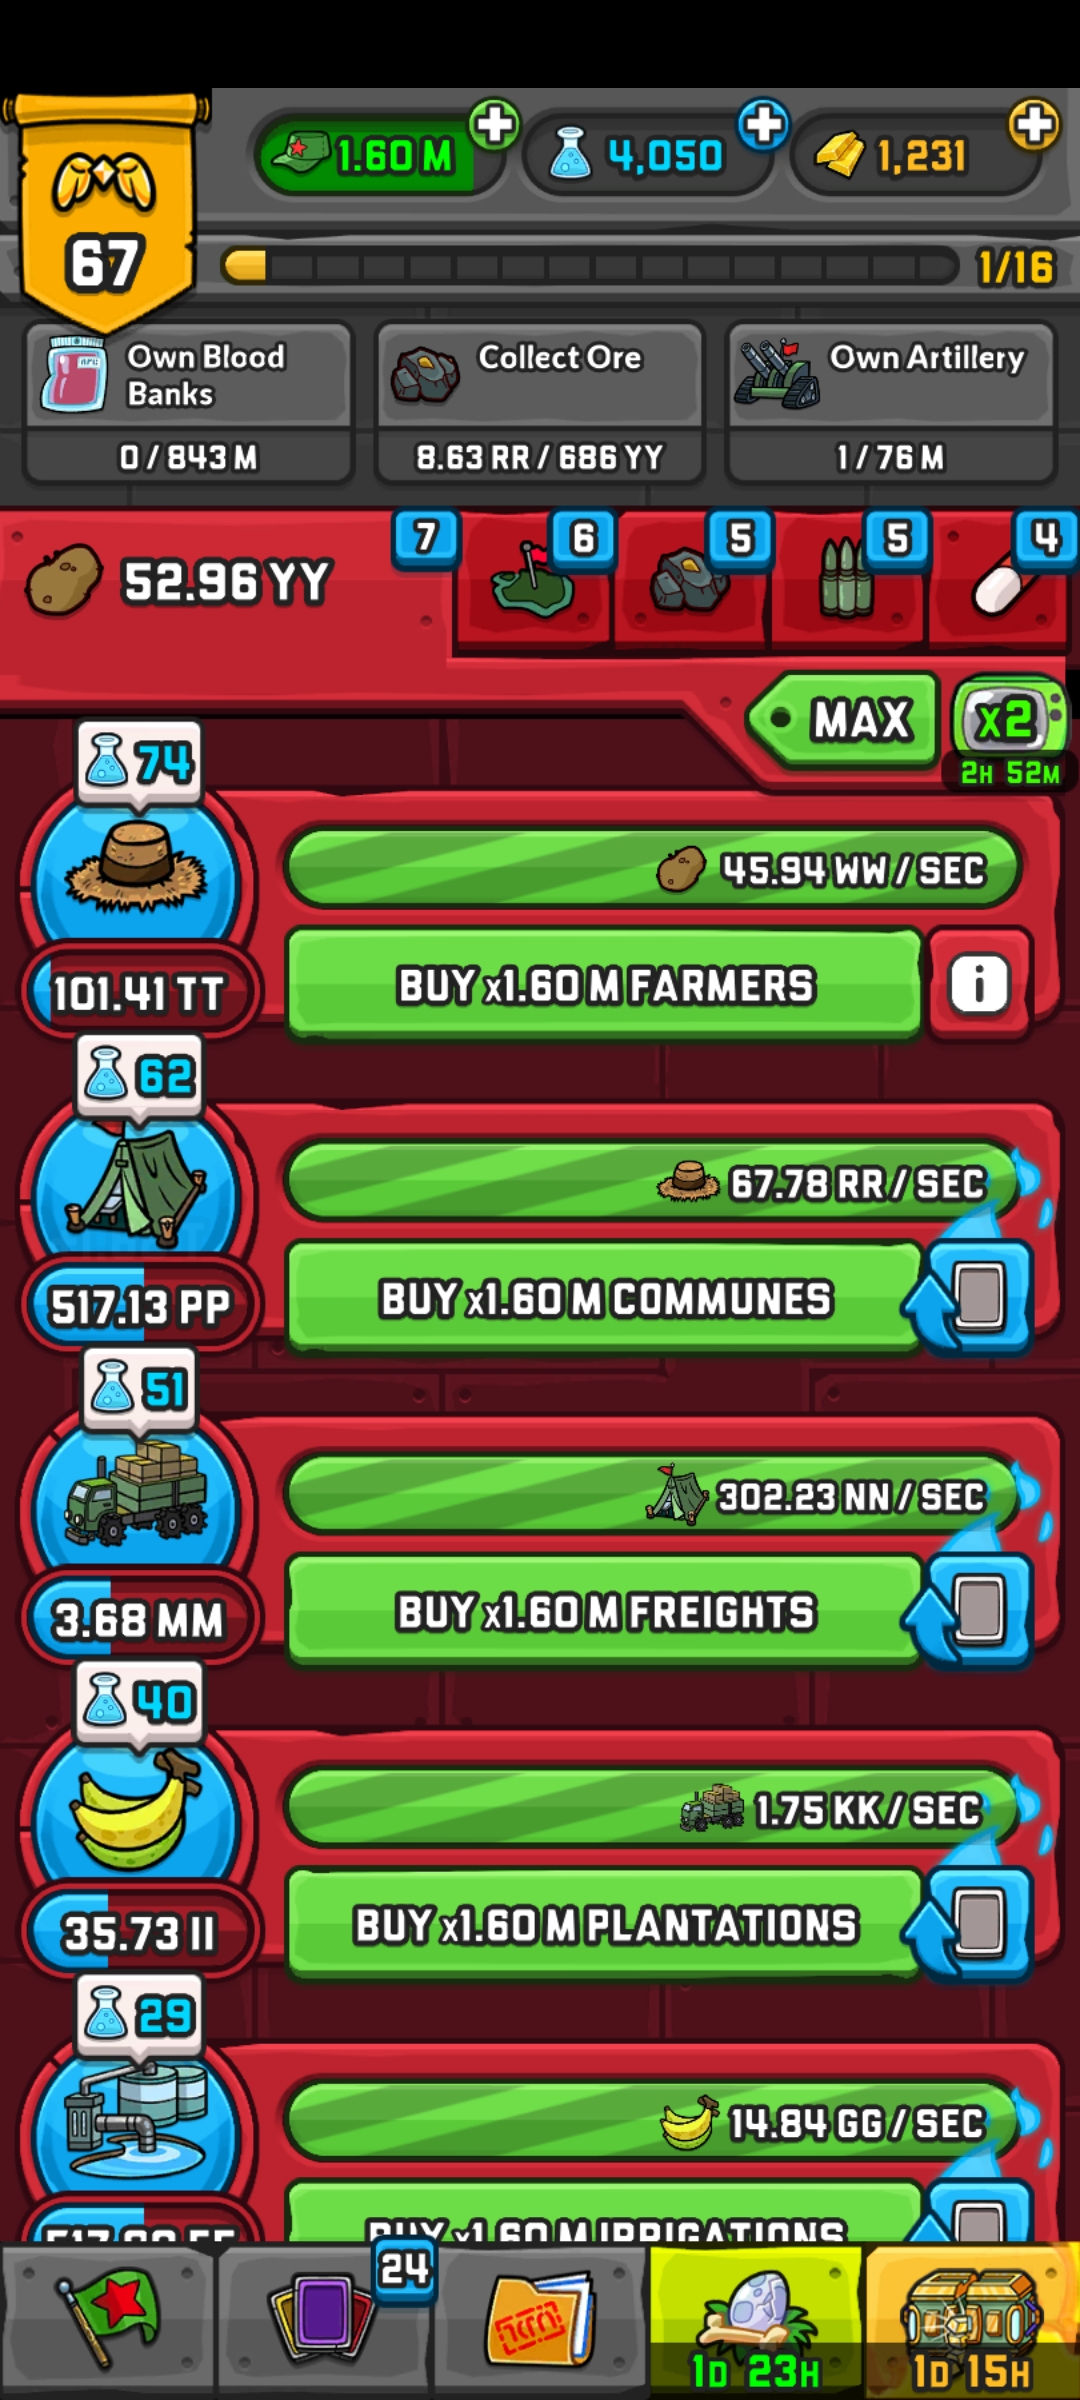 1.60 M
4,050
1,231
67
1/16
Own Blood
Banks
0 / 843 M
Collect Ore
8.63 RR / 686 YY
Own Artillery
1 / 76 M
52.96 YY
7
6
5
5
4
MAX
x2
2H 52M
74
45.94 WW / SEC
101.41 TT
BUY x1.60 M FARMERS
i
62
67.78 RR / SEC
517.13 PP
BUY x1.60 M COMMUNES
51
302.23 NN / SEC
3.68 MM
BUY x1.60 M FREIGHTS
40
1.75 KK / SEC
35.73 II
BUY x1.60 M PLANTATIONS
29
14.84 GG / SEC
BUY x1.60 M IRRIGATIONS
24
1D 23H
1D 15H